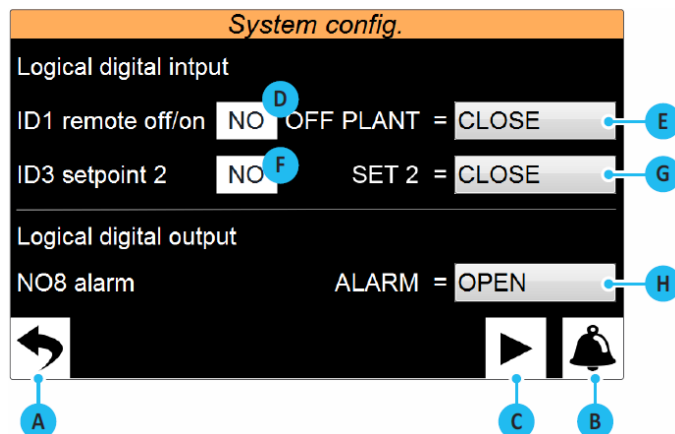 System config.
Logical digital intput
ID1 remote off/on NO D OFF PLANT = CLOSE E
ID3 setpoint 2 NO F SET 2 = CLOSE G
Logical digital output
NO8 alarm ALARM = OPEN H
A C B